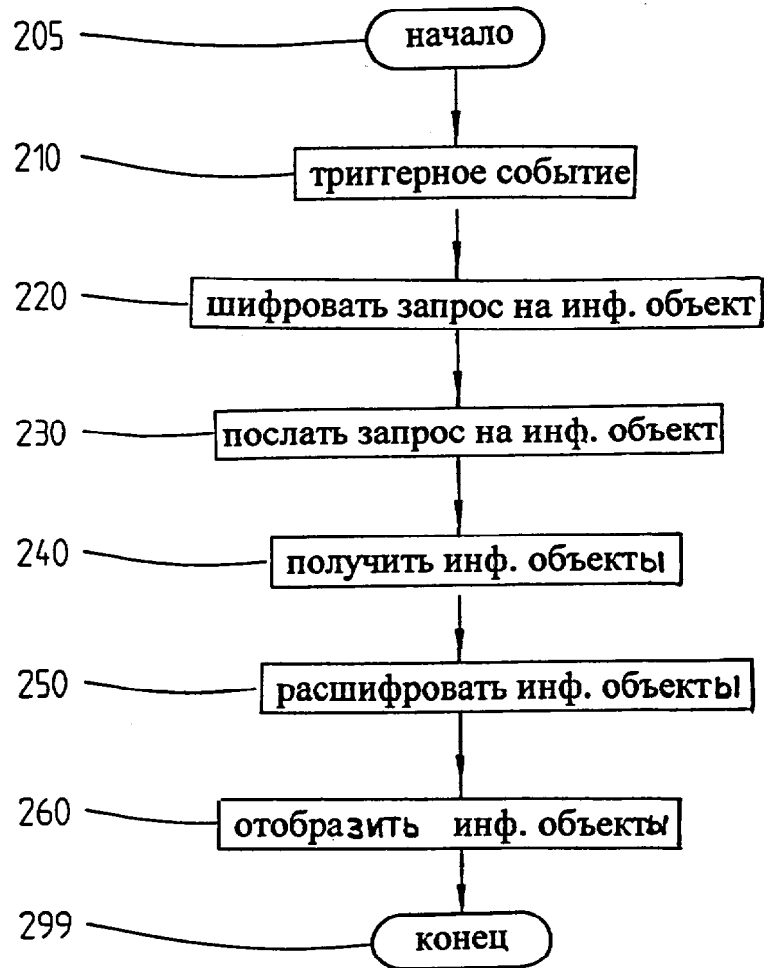 205 начало
210 триггерное событие
220 шифровать запрос на инф. объект
230 послать запрос на инф. объект
240 получить инф. объекты
250 расшифровать инф. объекты
260 отобразить инф. объекты
299 конец